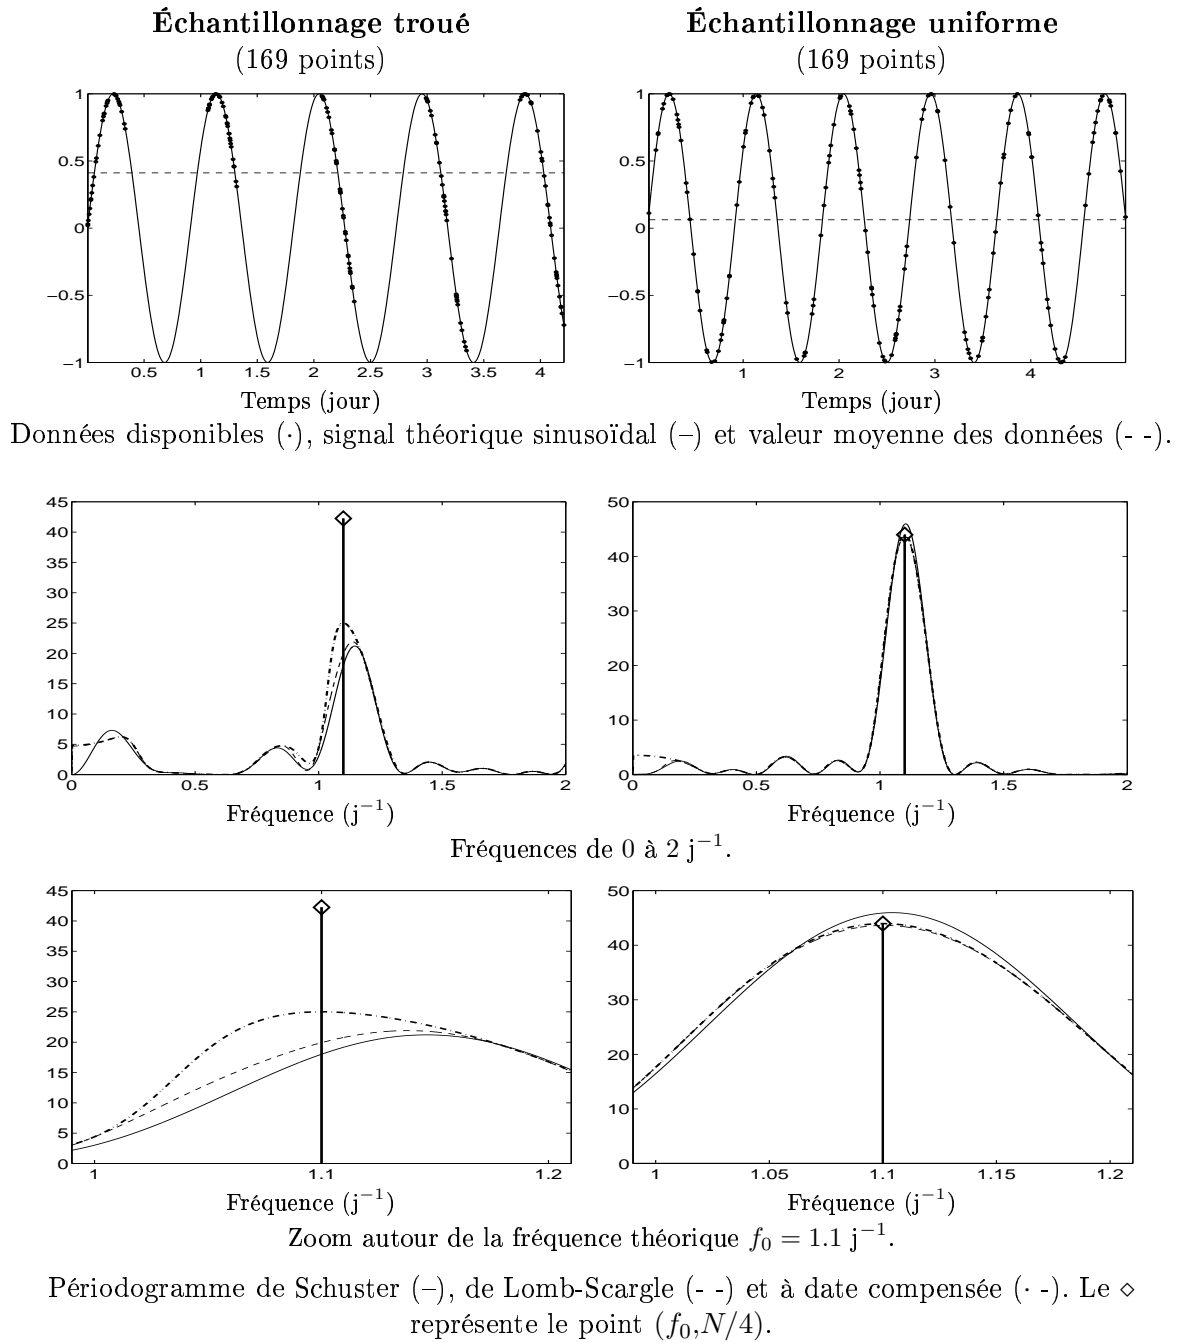 Échantillonnage troué
(169 points)
Échantillonnage uniforme
(169 points)
1
0.5
0
−0.5
−1
0.5 1 1.5 2 2.5 3 3.5 4
Temps (jour)
1
0.5
0
−0.5
−1
1 2 3 4
Temps (jour)
Données disponibles (·), signal théorique sinusoïdal (–) et valeur moyenne des données (- -).
45
40
35
30
25
20
15
10
5
0
0 0.5 1 1.5 2
Fréquence (j⁻¹)
50
40
30
20
10
0
0 0.5 1 1.5 2
Fréquence (j⁻¹)
Fréquences de 0 à 2 j⁻¹.
45
40
35
30
25
20
15
10
5
0
1 1.1 1.2
Fréquence (j⁻¹)
50
40
30
20
10
0
1 1.05 1.1 1.15 1.2
Fréquence (j⁻¹)
Zoom autour de la fréquence théorique f₀ = 1.1 j⁻¹.
Périodogramme de Schuster (–), de Lomb-Scargle (- -) et à date compensée (· -). Le ⋄
représente le point (f₀,N/4).